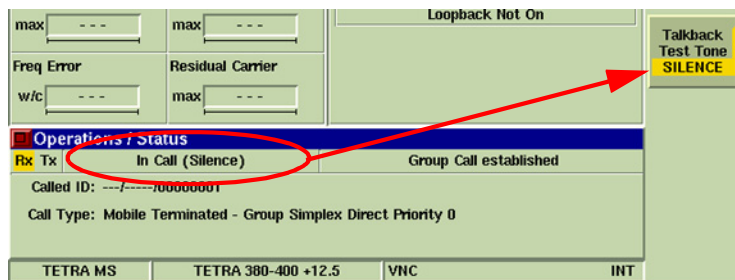 max --- max ---
Loopback Not On
Freq Error Residual Carrier
w/c --- max ---
Talkback
Test Tone
SILENCE
Operations / Status
Rx Tx In Call (Silence) Group Call established
Called ID: ---/-----/00000001
Call Type: Mobile Terminated - Group Simplex Direct Priority 0
TETRA MS TETRA 380-400 +12.5 VNC INT